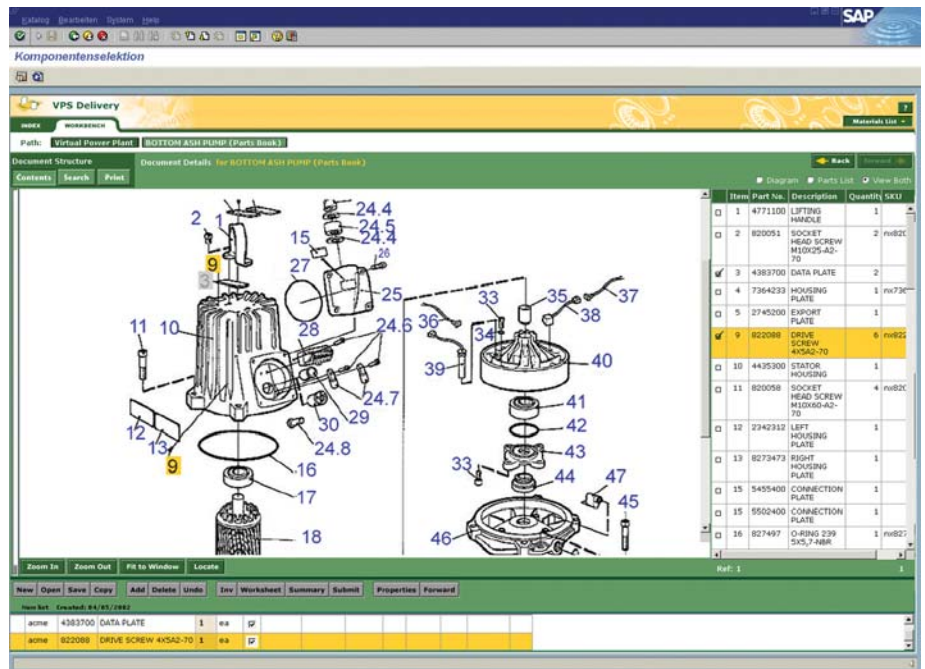 Katalog Bearbeiten System Help
SAP
Komponentenselektion
VPS Delivery
?
INDEX WORKBENCH
Materials List
Path: Virtual Power Plant BOTTOM ASH PUMP (Parts Book)
Document Structure
Document Details for BOTTOM ASH PUMP (Parts Book)
Back
Contents Search Print
Diagram Parts List View Both
2
1
9
3
24.4
24.5
24.4
15
26
27
25
28
24.6
11
10
29
24.7
30
24.8
12
13
9
16
17
18
33
35
37
36
34
38
39
40
41
42
43
33
44
47
45
46
Item Part No. Description Quantity SKU
1 4771100 LIFTING HANDLE 1
2 820051 SOCKET HEAD SCREW M10X25-A2-70 2 nx820
3 4383700 DATA PLATE 2
4 7364233 HOUSING PLATE 1 nx736
5 2745200 EXPORT PLATE 1
9 822088 DRIVE SCREW 4X5A2-70 6 nx822
10 4435300 STATOR HOUSING 1
11 820058 SOCKET HEAD SCREW M10X60-A2-70 4 nx820
12 2342312 LEFT HOUSING PLATE 1
13 8273473 RIGHT HOUSING PLATE 1
15 5455400 CONNECTION PLATE 1
15 5502400 CONNECTION PLATE 1
16 827497 O-RING 239 5X5,7-NBR 1 nx827
Zoom In Zoom Out Fit to Window Locate
Ref: 1 1
New Open Save Copy Add Delete Undo Inv Worksheet Summary Submit Properties Forward
New list Created: 04/05/2002
acme 4383700 DATA PLATE 1 ea
acme 822088 DRIVE SCREW 4X5A2-70 1 ea